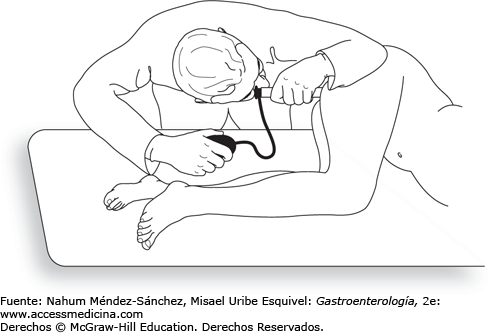 Fuente: Nahum Méndez-Sánchez, Misael Uribe Esquivel: Gastroenterología, 2e:
www.accessmedicina.com
Derechos © McGraw-Hill Education. Derechos Reservados.